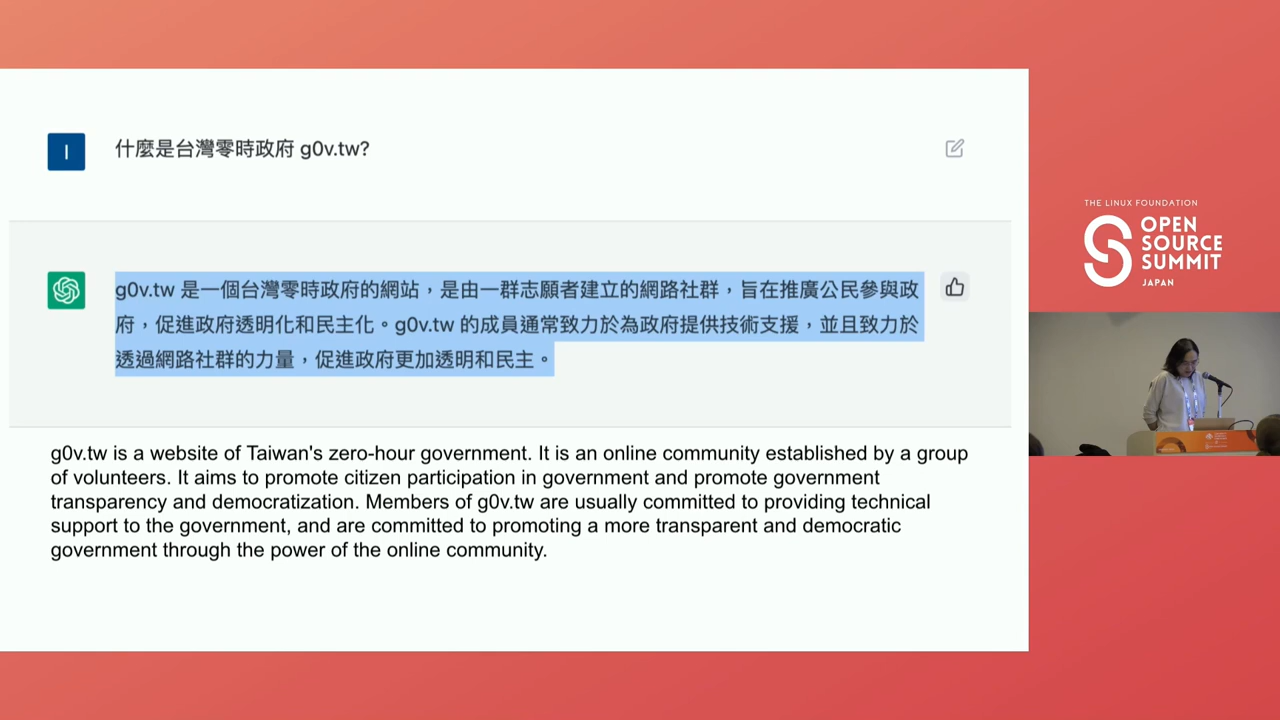 I
什麼是台灣零時政府 g0v.tw?
g0v.tw 是一個台灣零時政府的網站，是由一群志願者建立的網路社群，旨在推廣公民參與政
府，促進政府透明化和民主化。g0v.tw 的成員通常致力於為政府提供技術支援，並且致力於
透過網路社群的力量，促進政府更加透明和民主。
g0v.tw is a website of Taiwan's zero-hour government. It is an online community established by a group
of volunteers. It aims to promote citizen participation in government and promote government
transparency and democratization. Members of g0v.tw are usually committed to providing technical
support to the government, and are committed to promoting a more transparent and democratic
government through the power of the online community.
THE LINUX FOUNDATION
OPEN
SOURCE
SUMMIT
JAPAN